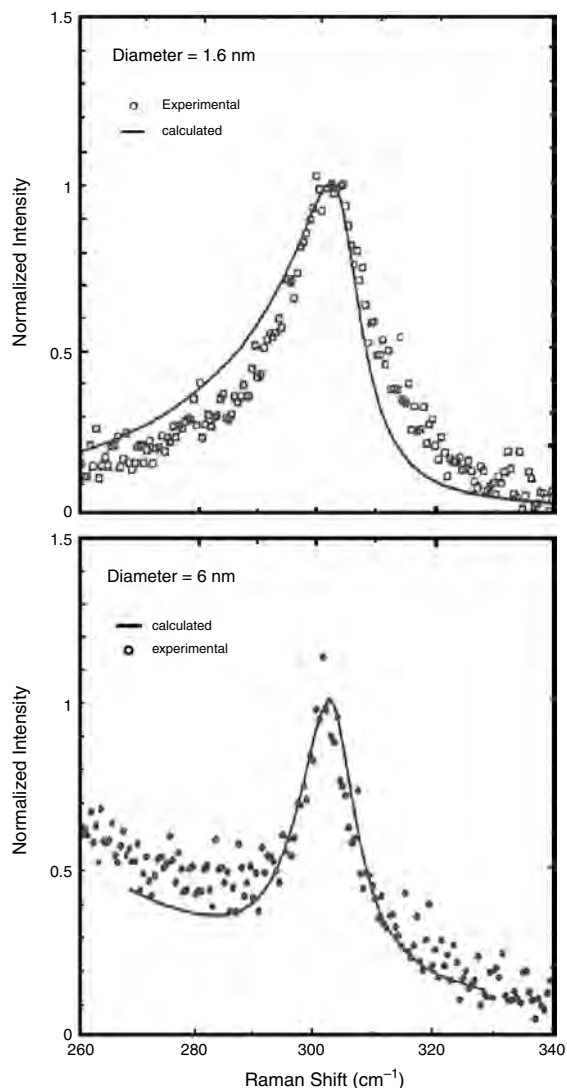 1.5
Diameter = 1.6 nm
Experimental
calculated
1
Normalized Intensity
0.5
0
1.5
Diameter = 6 nm
calculated
experimental
1
Normalized Intensity
0.5
0
260 280 300 320 340
Raman Shift (cm⁻¹)